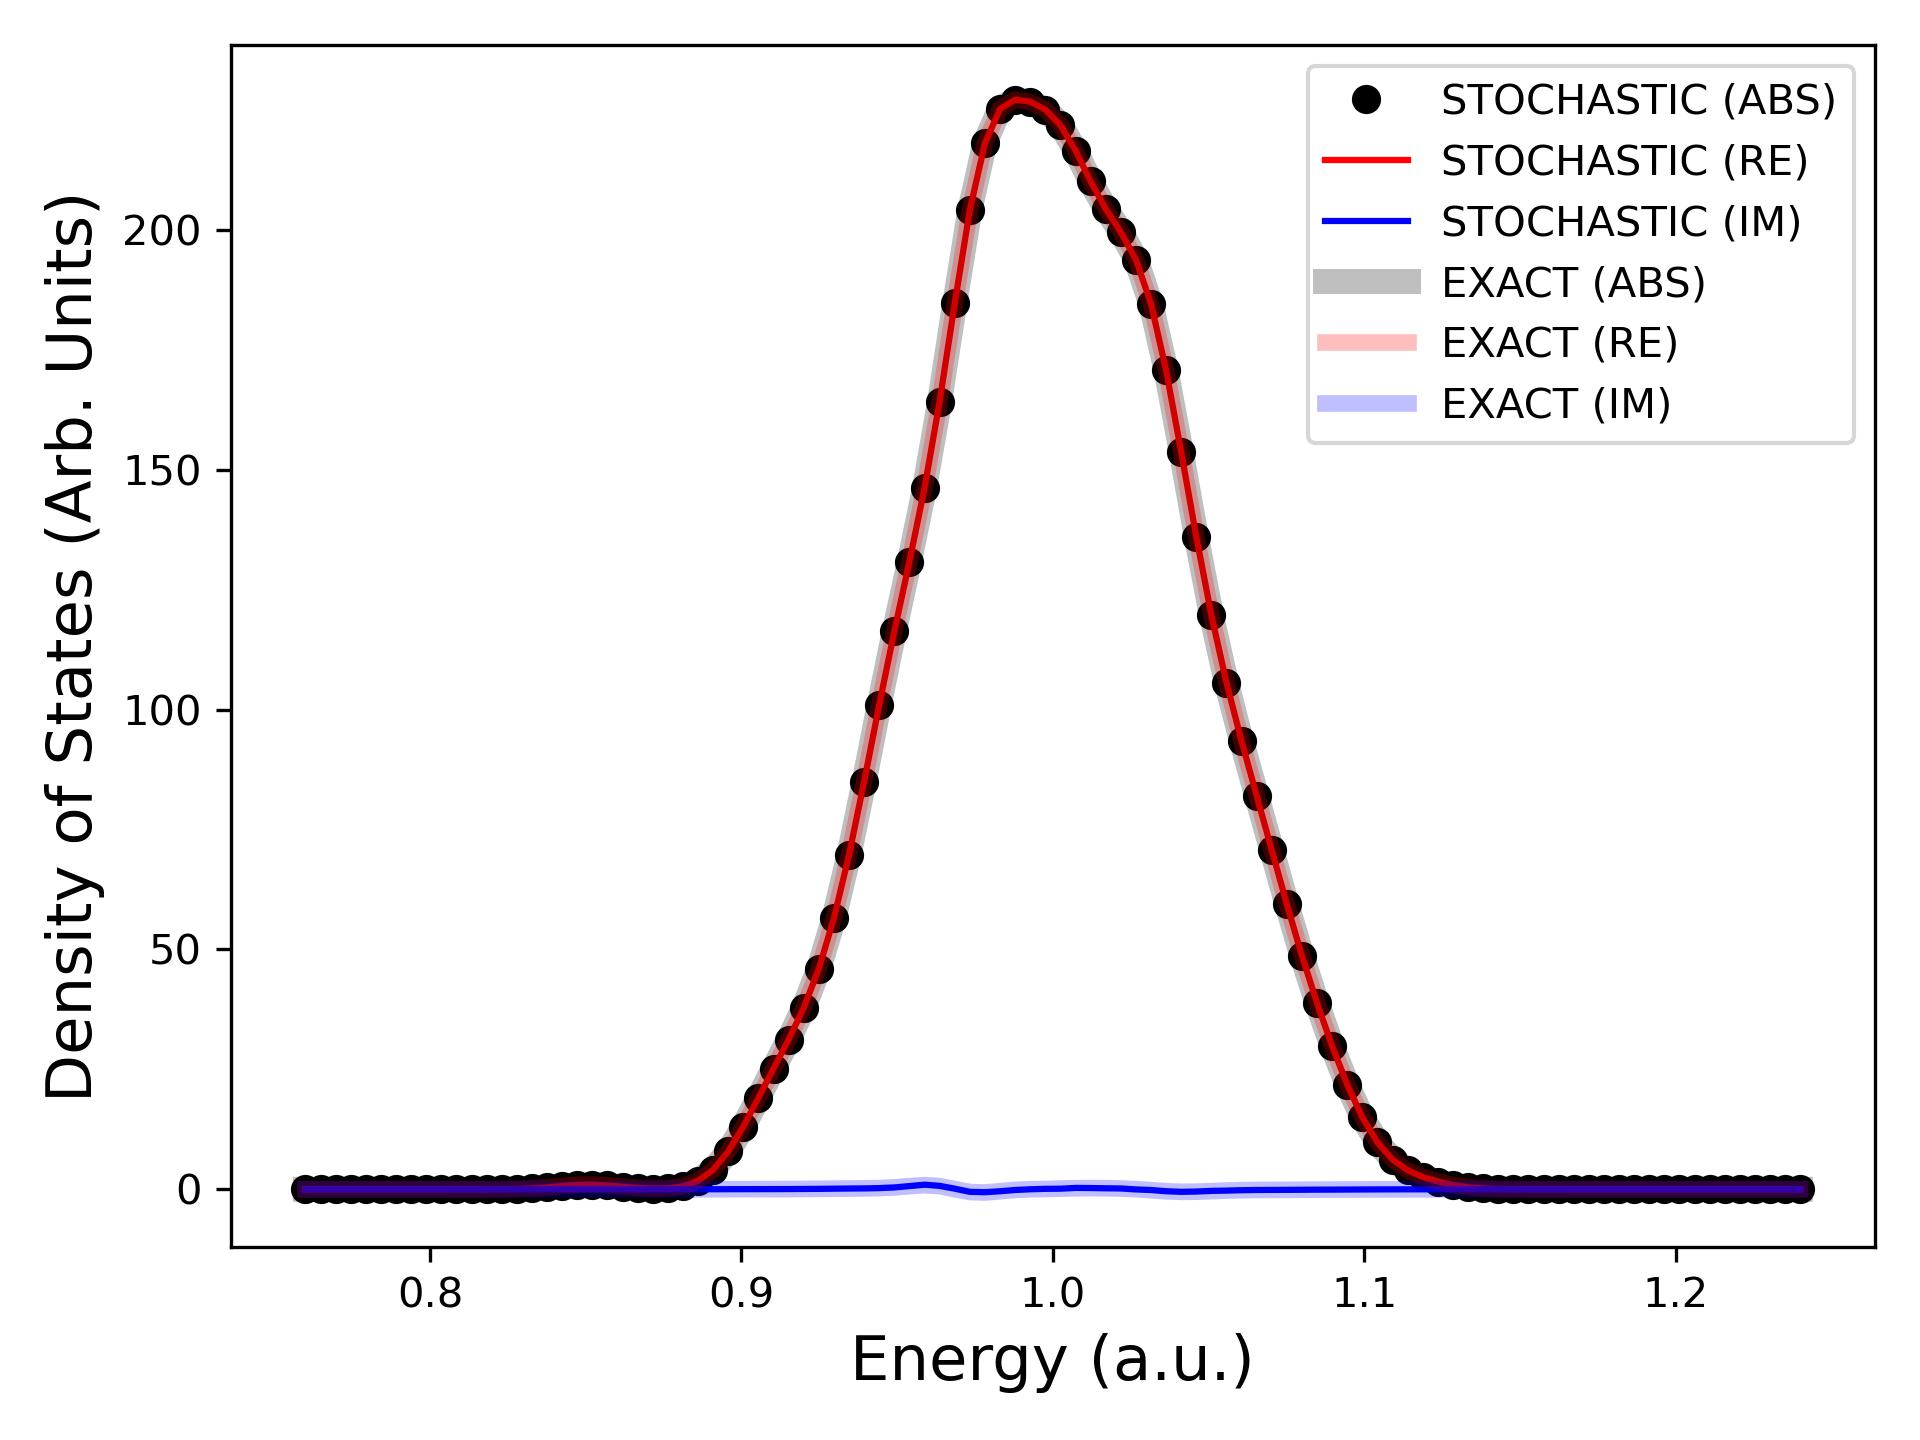 STOCHASTIC (ABS)
STOCHASTIC (RE)
STOCHASTIC (IM)
EXACT (ABS)
EXACT (RE)
EXACT (IM)
Density of States (Arb. Units)
200
150
100
50
0
0.8 0.9 1.0 1.1 1.2
Energy (a.u.)